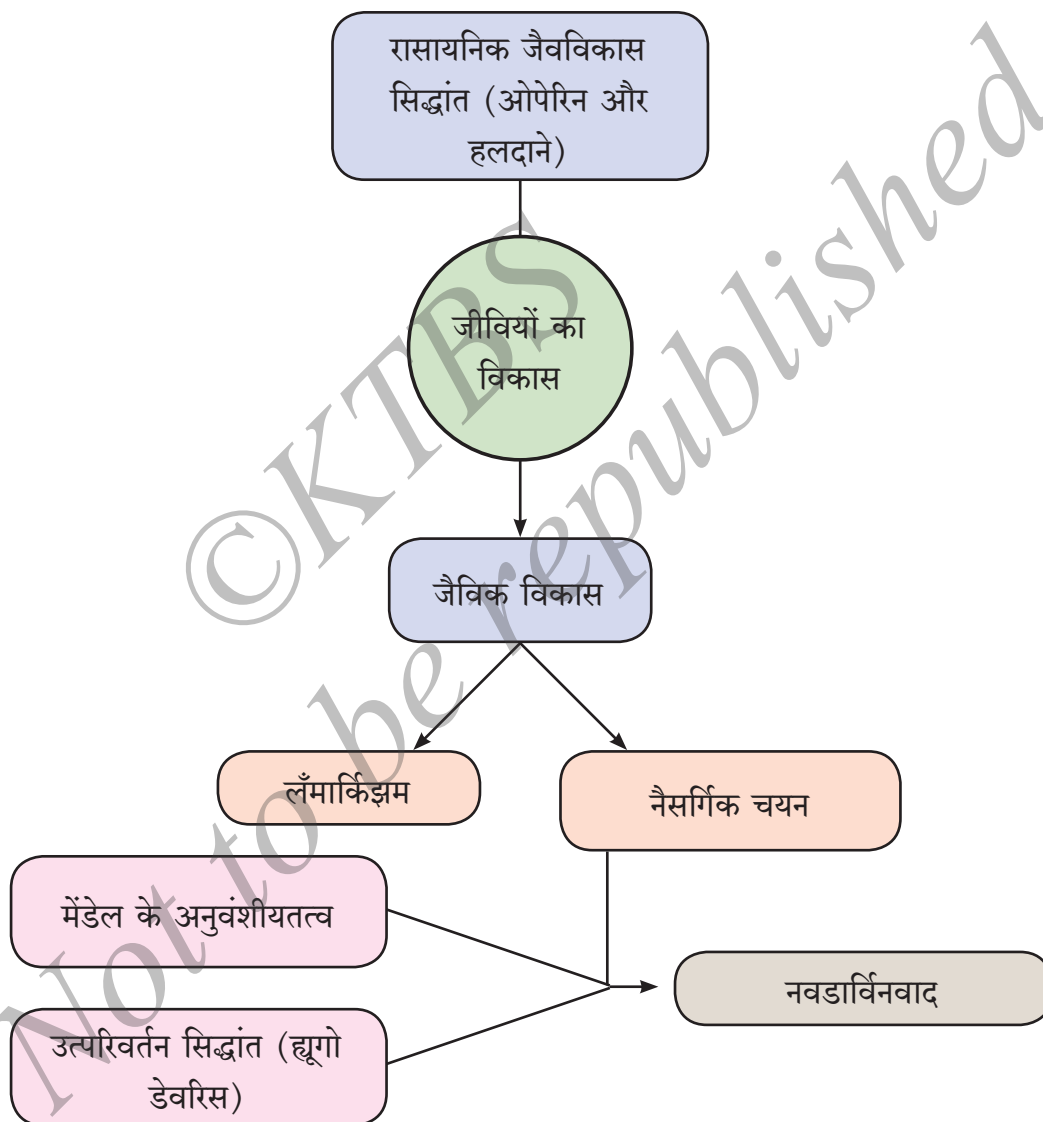 रासायनिक जैवविकास
सिद्धांत (ओपेरिन और
हलदाने)
जीवियों का
विकास
जैविक विकास
लँमार्किझम
नैसर्गिक चयन
मेंडेल के अनुवंशीयतत्व
उत्परिवर्तन सिद्धांत (ह्यूगो
डेवरिस)
नवडार्विनवाद
©KTBS
Not to be republished